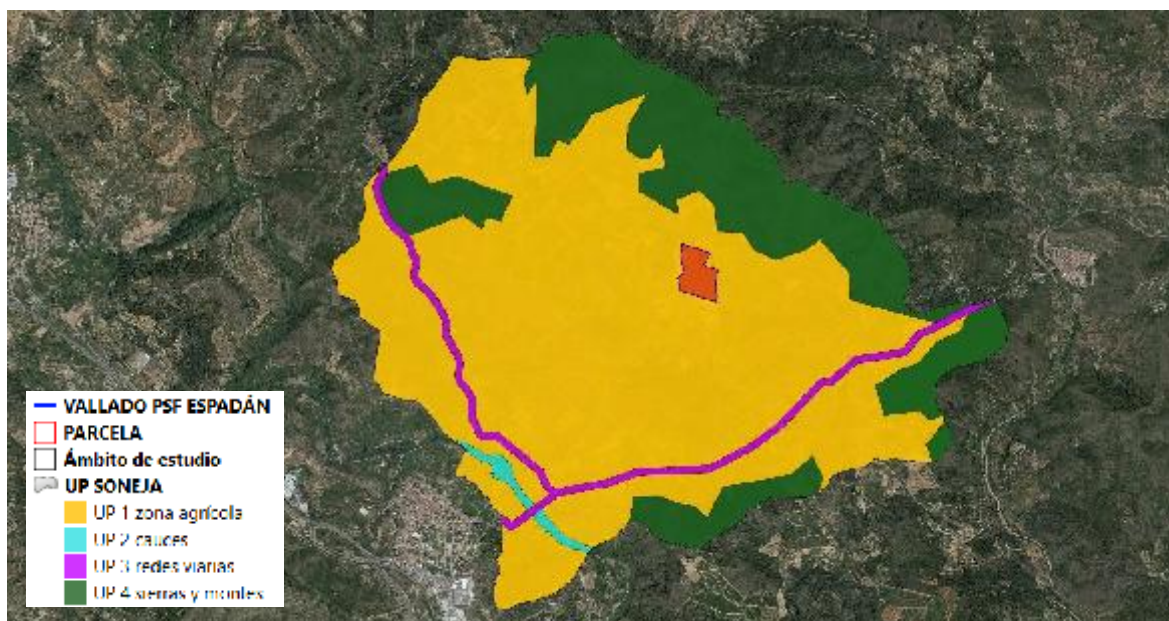 VALLADO PSF ESPADÁN
PARCELA
Ámbito de estudio
UP SONEJA
UP 1 zona agrícola
UP 2 cauces
UP 3 redes viarias
UP 4 sierras y montes